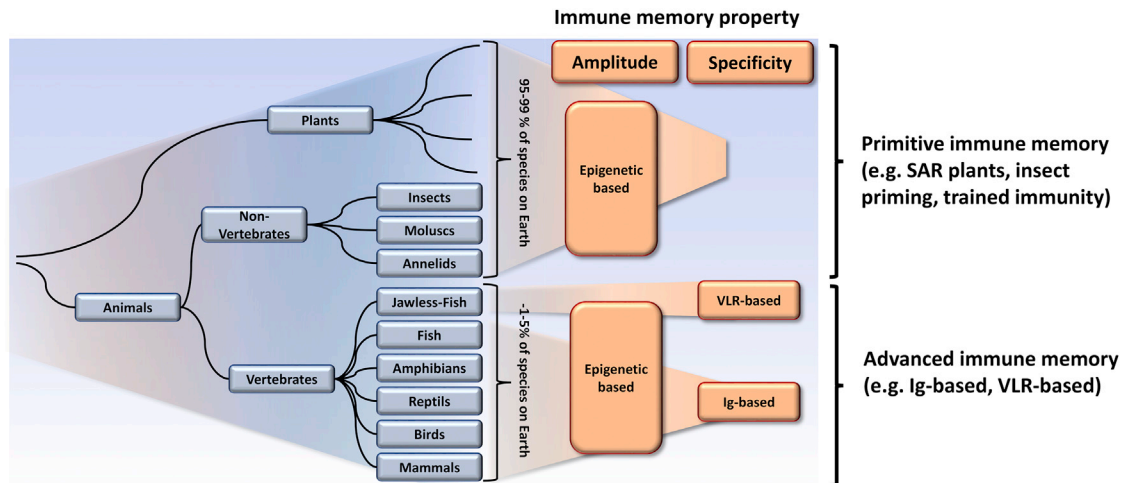 Immune memory property
Amplitude
Specificity
Plants
95-99 % of species on Earth
Epigenetic
based
Primitive immune memory
(e.g. SAR plants, insect
priming, trained immunity)
Insects
Non-
Vertebrates
Moluscs
Annelids
Animals
Jawless-Fish
Fish
Vertebrates
Amphibians
Reptils
Birds
Mammals
-1-5% of species on Earth
Epigenetic
based
VLR-based
Ig-based
Advanced immune memory
(e.g. Ig-based, VLR-based)